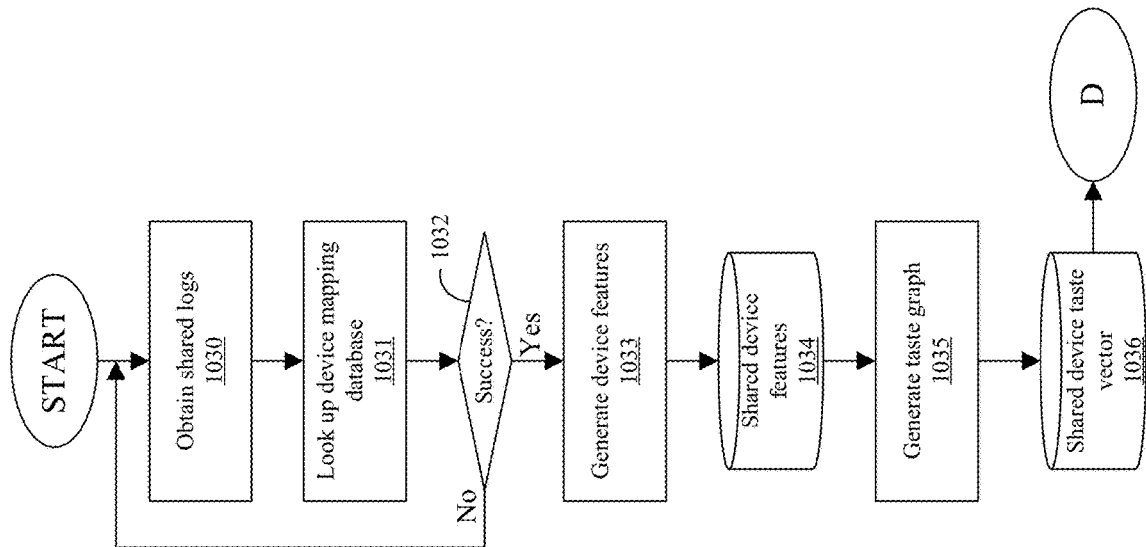 START
Obtain shared logs
1030
Look up device mapping
database
1031
1032
Success?
No
Yes
Generate device features
1033
Shared device
features
1034
Generate taste graph
1035
Shared device taste
vector
1036
D